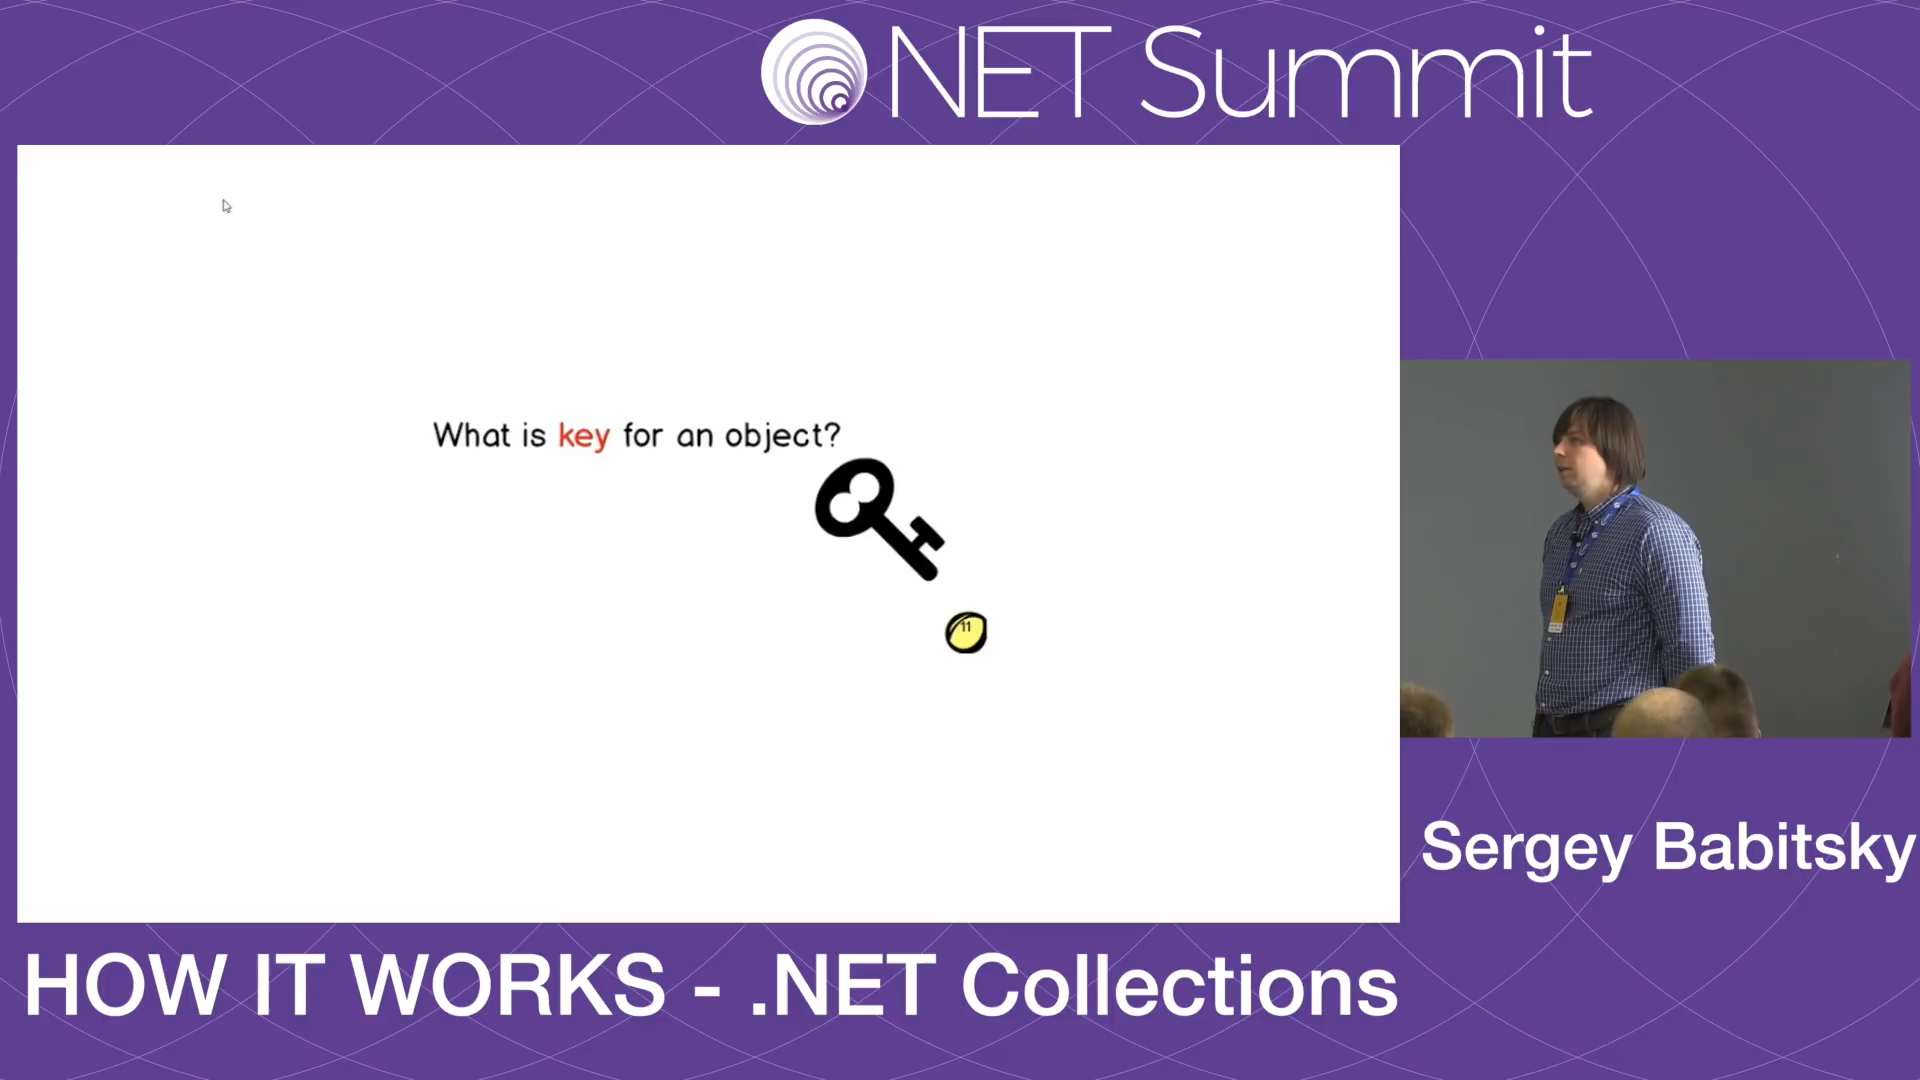 NET Summit
What is key for an object?
11
Sergey Babitsky
HOW IT WORKS - .NET Collections